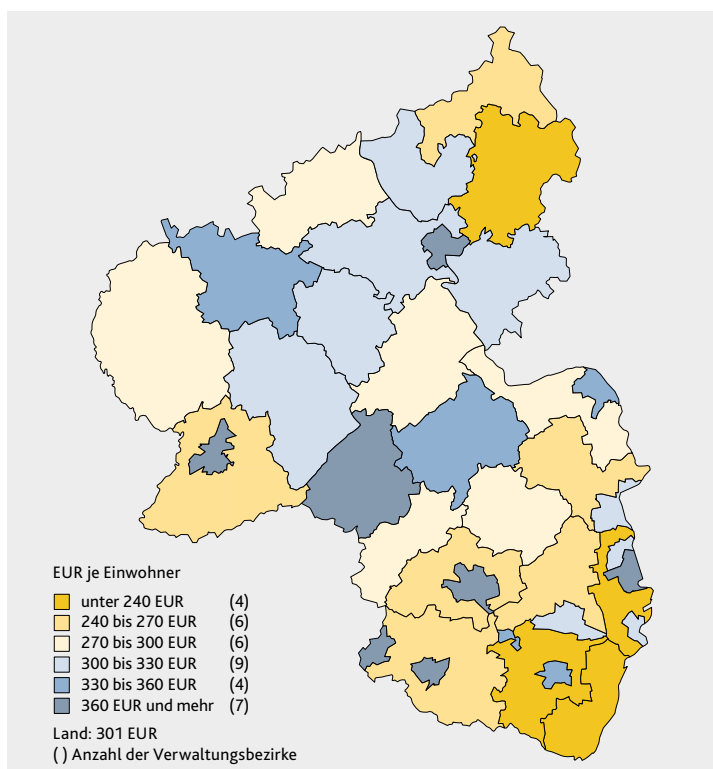 EUR je Einwohner
unter 240 EUR (4)
240 bis 270 EUR (6)
270 bis 300 EUR (6)
300 bis 330 EUR (9)
330 bis 360 EUR (4)
360 EUR und mehr (7)
Land: 301 EUR
( ) Anzahl der Verwaltungsbezirke